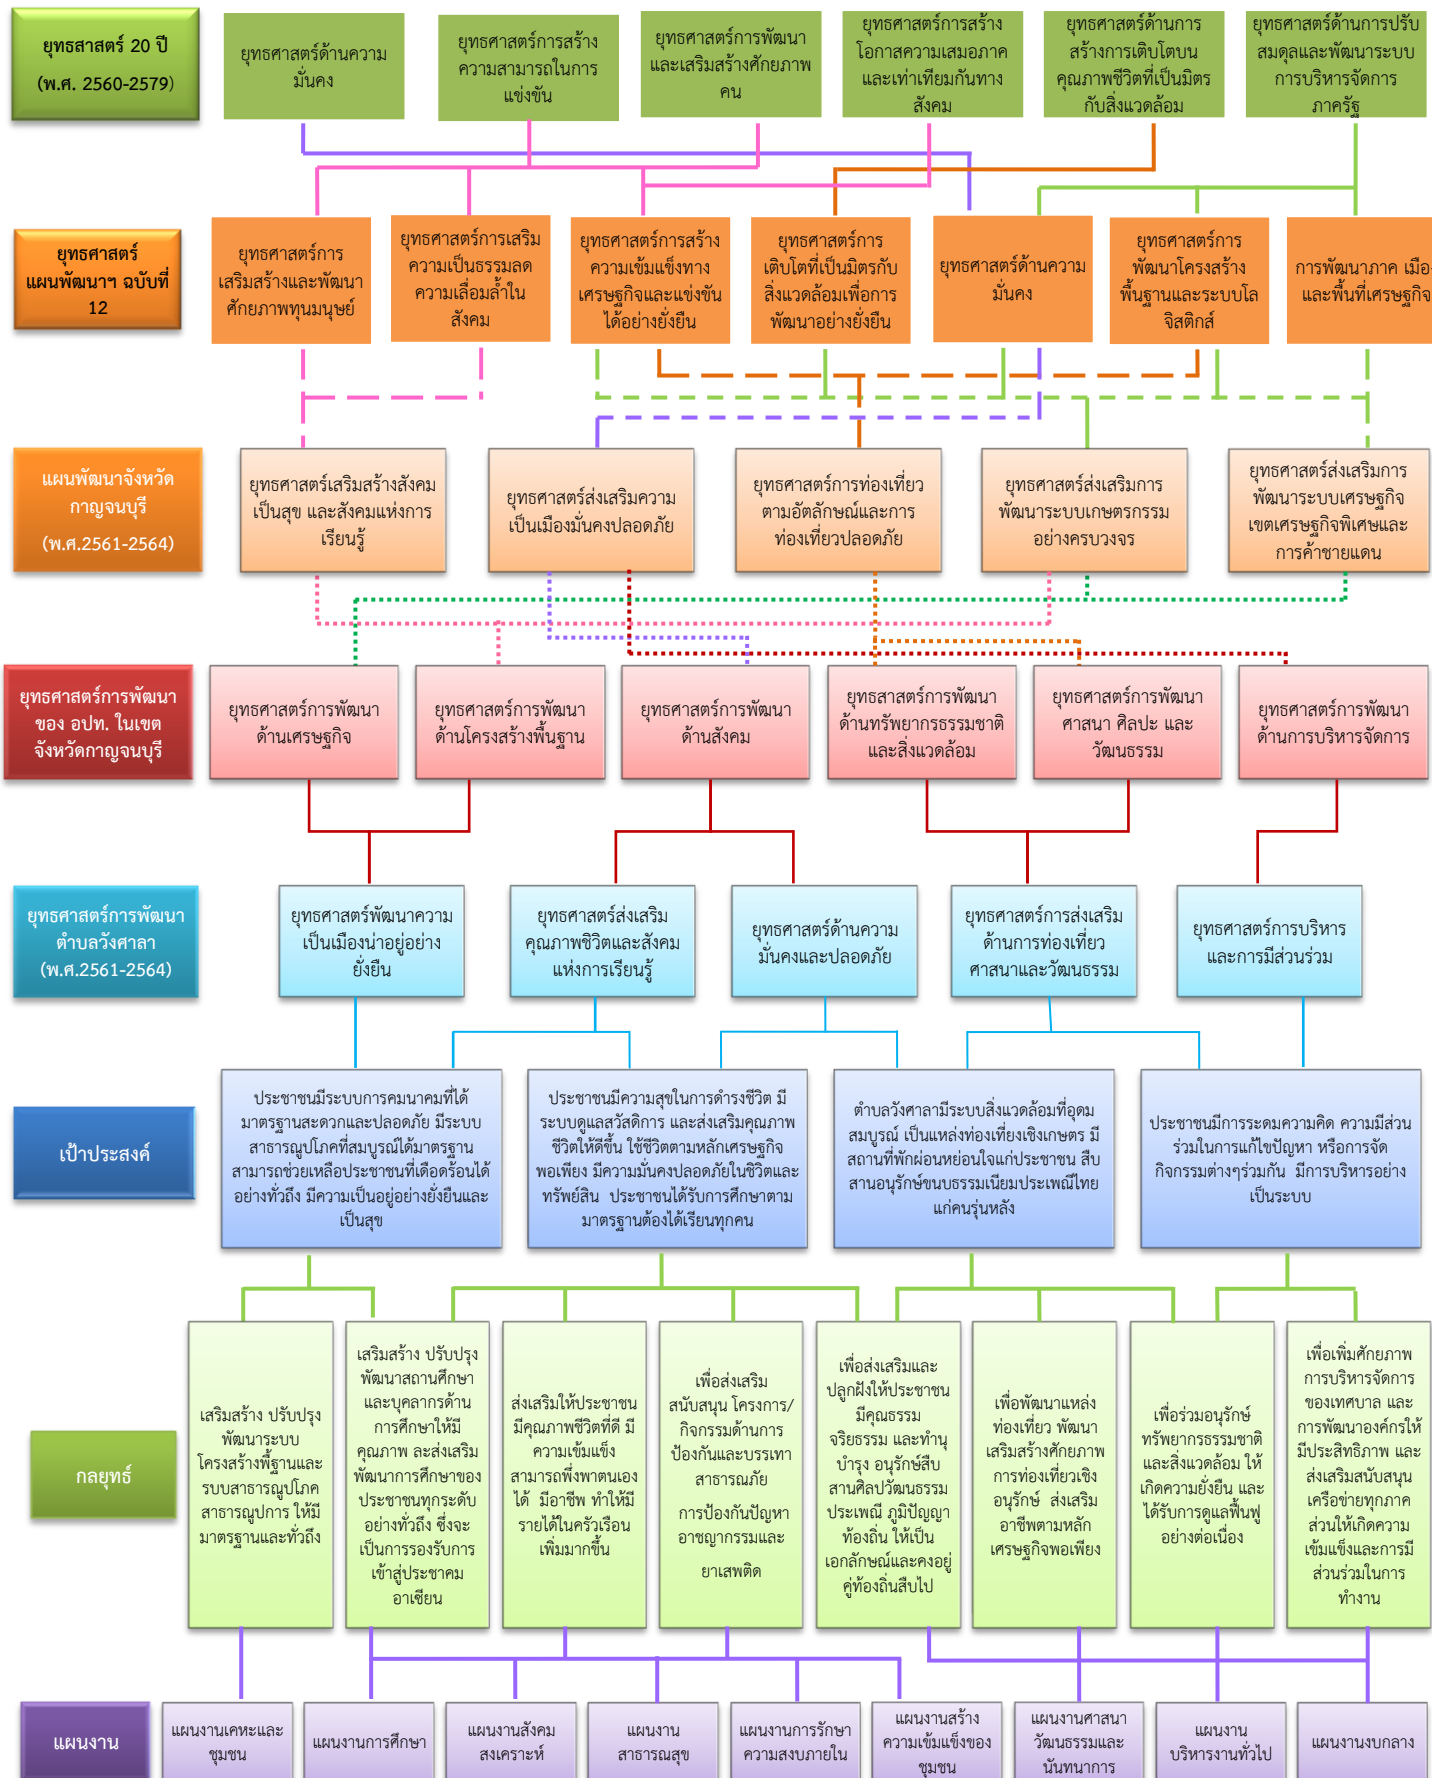 ยุทธสาสตร์ 20 ปี
(พ.ศ. 2560-2579)
ยุทธศาสตร์ด้านความ
มั่นคง
ยุทธศาสตร์การสร้าง
ความสามารถในการ
แข่งขัน
ยุทธศาสตร์การพัฒนา
และเสริมสร้างศักยภาพ
คน
ยุทธศาสตร์การสร้าง
โอกาสความเสมอภาค
และเท่าเทียมกันทาง
สังคม
ยุทธศาสตร์ด้านการ
สร้างการเติบโตบน
คุณภาพชีวิตที่เป็นมิตร
กับสิ่งแวดล้อม
ยุทธศาสตร์ด้านการปรับ
สมดุลและพัฒนาระบบ
การบริหารจัดการ
ภาครัฐ
ยุทธศาสตร์
แผนพัฒนาฯ ฉบับที่
12
ยุทธศาสตร์การ
เสริมสร้างและพัฒนา
ศักยภาพทุนมนุษย์
ยุทธศาสตร์การเสริม
ความเป็นธรรมลด
ความเลื่อมล้ำใน
สังคม
ยุทธศาสตร์การสร้าง
ความเข้มแข็งทาง
เศรษฐกิจและแข่งขัน
ได้อย่างยั่งยืน
ยุทธศาสตร์การ
เติบโตที่เป็นมิตรกับ
สิ่งแวดล้อมเพื่อการ
พัฒนาอย่างยั่งยืน
ยุทธศาสตร์ด้านความ
มั่นคง
ยุทธศาสตร์การ
พัฒนาโครงสร้าง
พื้นฐานและระบบโล
จิสติกส์
การพัฒนาภาค เมือง
และพื้นที่เศรษฐกิจ
แผนพัฒนาจังหวัด
กาญจนบุรี
(พ.ศ.2561-2564)
ยุทธศาสตร์เสริมสร้างสังคม
เป็นสุข และสังคมแห่งการ
เรียนรู้
ยุทธศาสตร์ส่งเสริมความ
เป็นเมืองมั่นคงปลอดภัย
ยุทธศาสตร์การท่องเที่ยว
ตามอัตลักษณ์และการ
ท่องเที่ยวปลอดภัย
ยุทธศาสตร์ส่งเสริมการ
พัฒนาระบบเกษตรกรรม
อย่างครบวงจร
ยุทธศาสตร์ส่งเสริมการ
พัฒนาระบบเศรษฐกิจ
เขตเศรษฐกิจพิเศษและ
การค้าชายแดน
ยุทธศาสตร์การพัฒนา
ของ อปท. ในเขต
จังหวัดกาญจนบุรี
ยุทธศาสตร์การพัฒนา
ด้านเศรษฐกิจ
ยุทธศาสตร์การพัฒนา
ด้านโครงสร้างพื้นฐาน
ยุทธศาสตร์การพัฒนา
ด้านสังคม
ยุทธสาสตร์การพัฒนา
ด้านทรัพยากรธรรมชาติ
และสิ่งแวดล้อม
ยุทธศาสตร์การพัฒนา
ศาสนา ศิลปะ และ
วัฒนธรรม
ยุทธศาสตร์การพัฒนา
ด้านการบริหารจัดการ
ยุทธศาสตร์การพัฒนา
ตำบลวังศาลา
(พ.ศ.2561-2564)
ยุทธศาสตร์พัฒนาความ
เป็นเมืองน่าอยู่อย่าง
ยั่งยืน
ยุทธศาสตร์ส่งเสริม
คุณภาพชีวิตและสังคม
แห่งการเรียนรู้
ยุทธศาสตร์ด้านความ
มั่นคงและปลอดภัย
ยุทธศาสตร์การส่งเสริม
ด้านการท่องเที่ยว
ศาสนาและวัฒนธรรม
ยุทธศาสตร์การบริหาร
และการมีส่วนร่วม
เป้าประสงค์
ประชาชนมีระบบการคมนาคมที่ได้
มาตรฐานสะดวกและปลอดภัย มีระบบ
สาธารณูปโภคที่สมบูรณ์ได้มาตรฐาน
สามารถช่วยเหลือประชาชนที่เดือดร้อนได้
อย่างทั่วถึง มีความเป็นอยู่อย่างยั่งยืนและ
เป็นสุข
ประชาชนมีความสุขในการดำรงชีวิต มี
ระบบดูแลสวัสดิการ และส่งเสริมคุณภาพ
ชีวิตให้ดีขึ้น ใช้ชีวิตตามหลักเศรษฐกิจ
พอเพียง มีความมั่นคงปลอดภัยในชีวิตและ
ทรัพย์สิน ประชาชนได้รับการศึกษาตาม
มาตรฐานต้องได้เรียนทุกคน
ตำบลวังศาลามีระบบสิ่งแวดล้อมที่อุดม
สมบูรณ์ เป็นแหล่งท่องเที่ยงเชิงเกษตร มี
สถานที่พักผ่อนหย่อนใจแก่ประชาชน สืบ
สานอนุรักษ์ขนบธรรมเนียมประเพณีไทย
แก่คนรุ่นหลัง
ประชาชนมีการระดมความคิด ความมีส่วน
ร่วมในการแก้ไขปัญหา หรือการจัด
กิจกรรมต่างๆร่วมกัน มีการบริหารอย่าง
เป็นระบบ
กลยุทธ์
เสริมสร้าง ปรับปรุง
พัฒนาระบบ
โครงสร้างพี้ฐานและ
รบบสาธารณูปโภค
สาธารณูปการ ให้มี
มาตรฐานและทั่วถึง
เสริมสร้าง ปรับปรุง
พัฒนาสถานศึกษา
และบุคลากรด้าน
การศึกษาให้มี
คุณภาพ ละส่งเสริม
พัฒนาการศึกษาของ
ประชาชนทุกระดับ
อย่างทั่วถึง ซึ่งจะ
เป็นการรองรับการ
เข้าสู่ประชาคม
อาเซียน
ส่งเสริมให้ประชาชน
มีคุณภาพชีวิตที่ดี มี
ความเข้มแข็ง
สามารถพึ่งพาตนเอง
ได้ มีอาชีพ ทำให้มี
รายได้ในครัวเรือน
เพิ่มมากขึ้น
เพื่อส่งเสริม
สนับสนุน โครงการ/
กิจกรรมด้านการ
ป้องกันและบรรเทา
สาธารณภัย
การป้องกันปัญหา
อาชญากรรมและ
ยาเสพติด
เพื่อส่งเสริมและ
ปลูกฝังให้ประชาชน
มีคุณธรรม
จริยธรรม และทำนุ
บำรุง อนุรักษ์สืบ
สานศิลปวัฒนธรรม
ประเพณี ภูมิปัญญา
ท้องถิ่น ให้เป็น
เอกลักษณ์และคงอยู่
คู่ท้องถิ่นสืบไป
เพื่อพัฒนาแหล่ง
ท่องเที่ยว พัฒนา
เสริมสร้างศักยภาพ
การท่องเที่ยวเชิง
อนุรักษ์ ส่งเสริม
อาชีพตามหลัก
เศรษฐกิจพอเพียง
เพื่อร่วมอนุรักษ์
ทรัพยากรธรรมชาติ
และสิ่งแวดล้อม ให้
เกิดความยั่งยืน และ
ได้รับการดูแลฟื้นฟู
อย่างต่อเนื่อง
เพื่อเพิ่มศักยภาพ
การบริหารจัดการ
ของเทศบาล และ
การพัฒนาองค์กรให้
มีประสิทธิภาพ และ
ส่งเสริมสนับสนุน
เครือข่ายทุกภาค
ส่วนให้เกิดความ
เข้มแข็งและการมี
ส่วนร่วมในการ
ทำงาน
แผนงาน
แผนงานเคหะและ
ชุมชน
แผนงานการศึกษา
แผนงานสังคม
สงเคราะห์
แผนงาน
สาธารณสุข
แผนงานการรักษา
ความสงบภายใน
แผนงานสร้าง
ความเข้มแข็งของ
ชุมชน
แผนงานศาสนา
วัฒนธรรมและ
นันทนาการ
แผนงาน
บริหารงานทั่วไป
แผนงานงบกลาง